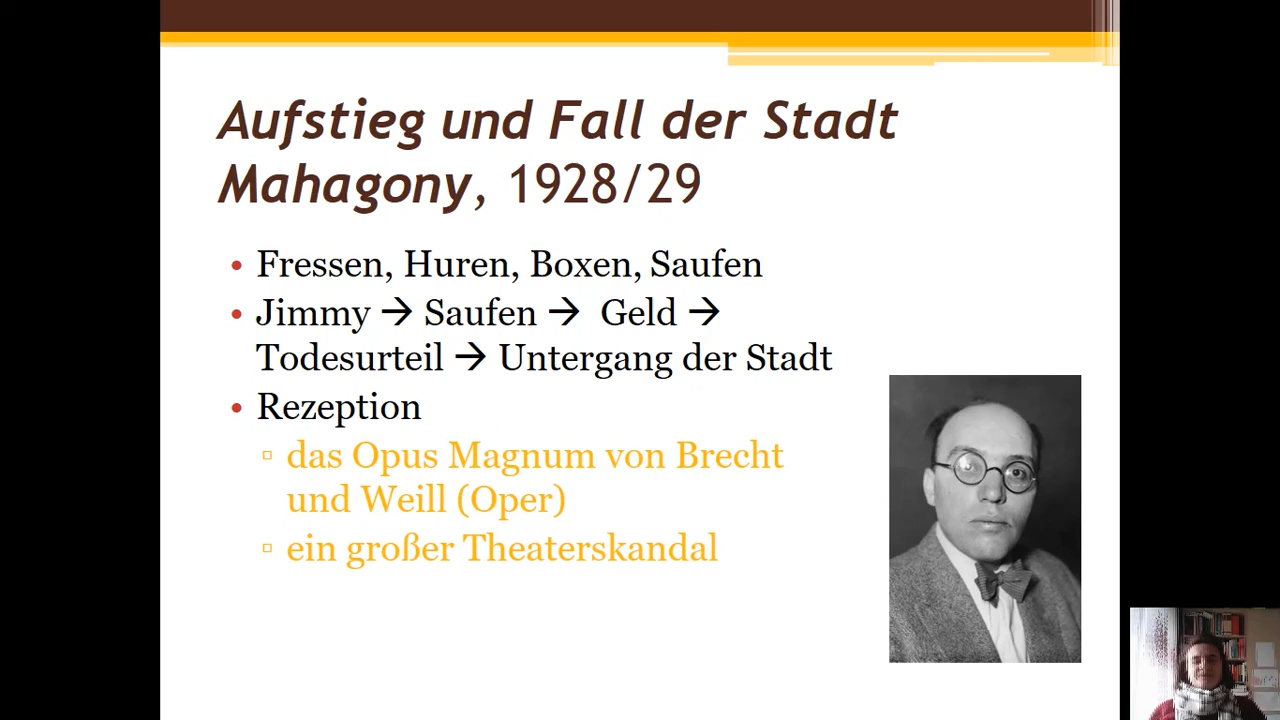 Aufstieg und Fall der Stadt
Mahagony, 1928/29
• Fressen, Huren, Boxen, Saufen
• Jimmy → Saufen → Geld →
Todesurteil → Untergang der Stadt
• Rezeption
▫ das Opus Magnum von Brecht
und Weill (Oper)
▫ ein großer Theaterskandal